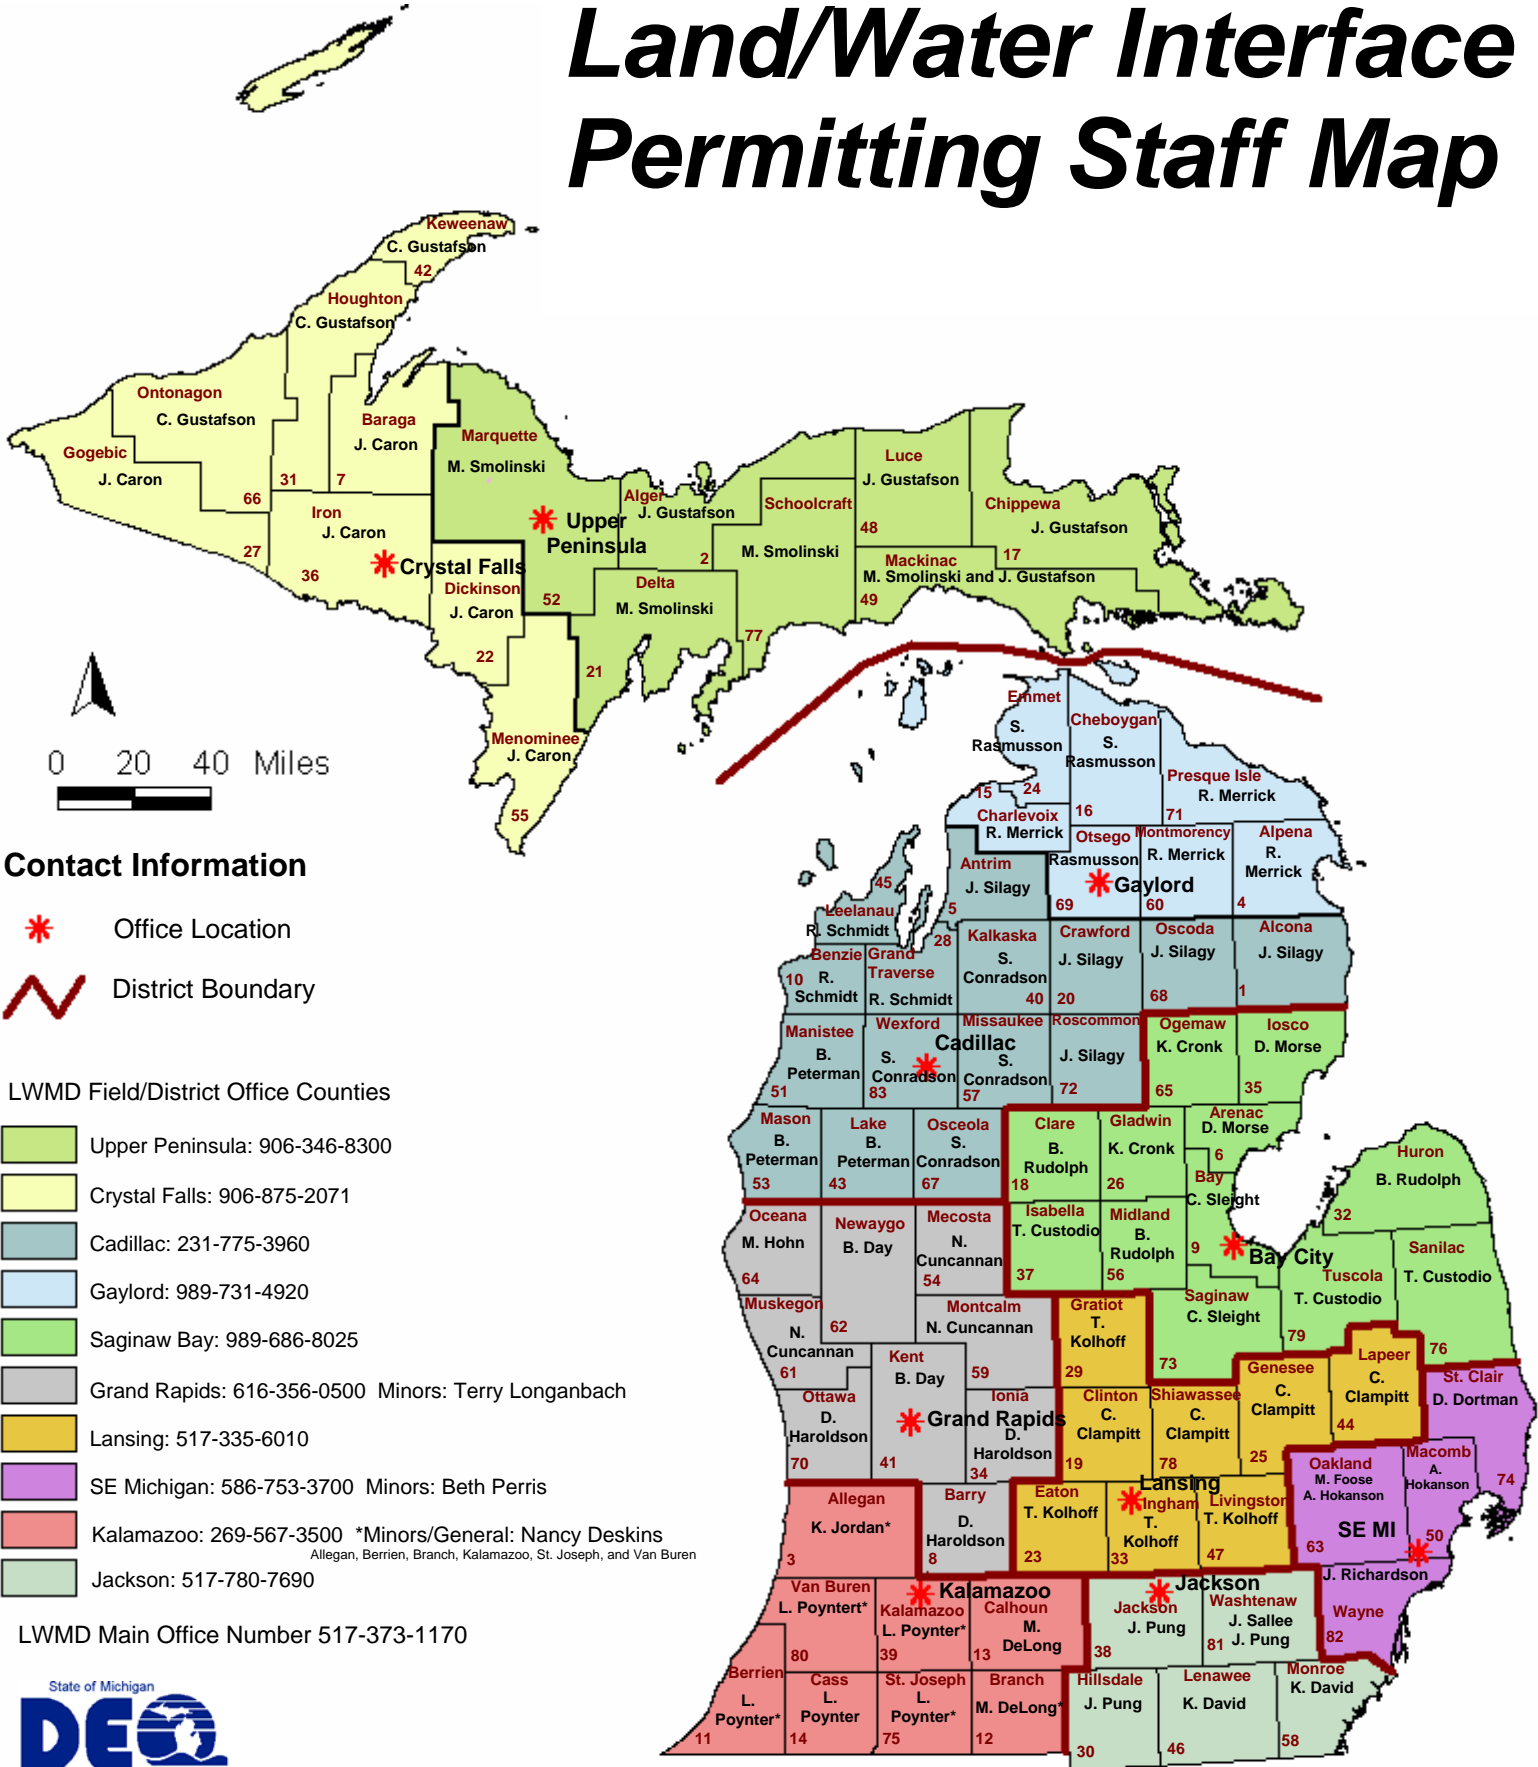 Land/Water Interface
Permitting Staff Map
Keweenaw
C. Gustafson
42
Houghton
C. Gustafson
31
Ontonagon
C. Gustafson
66
Gogebic
J. Caron
27
Baraga
J. Caron
7
Iron
J. Caron
36
Crystal Falls
Dickinson
J. Caron
22
Menominee
J. Caron
55
Marquette
M. Smolinski
52
Upper
Peninsula
Alger
J. Gustafson
2
Delta
M. Smolinski
21
Schoolcraft
M. Smolinski
77
Luce
J. Gustafson
48
Chippewa
J. Gustafson
17
Mackinac
M. Smolinski and J. Gustafson
49
0 20 40 Miles
Emmet
S.
Rasmusson
24
Cheboygan
S.
Rasmusson
16
Presque Isle
R. Merrick
71
15
Charlevoix
R. Merrick
Otsego
Rasmusson
69
Gaylord
Montmorency
R. Merrick
60
Alpena
R.
Merrick
4
Antrim
J. Silagy
5
45
Leelanau
R. Schmidt
Benzie
10 R.
Schmidt
28
Grand
Traverse
R. Schmidt
Kalkaska
S.
Conradson
40
Crawford
J. Silagy
20
Oscoda
J. Silagy
68
Alcona
J. Silagy
1
Manistee
B.
Peterman
51
Wexford
S.
Conradson
83
Cadillac
Missaukee
S.
Conradson
57
Roscommon
J. Silagy
72
Ogemaw
K. Cronk
65
Iosco
D. Morse
35
Mason
B.
Peterman
53
Lake
B.
Peterman
43
Osceola
S.
Conradson
67
Clare
B.
Rudolph
18
Gladwin
K. Cronk
26
Arenac
D. Morse
6
Bay
C. Sleight
9
Bay City
Huron
B. Rudolph
32
Oceana
M. Hohn
64
Newaygo
B. Day
62
Mecosta
N.
Cuncannan
54
Isabella
T. Custodio
37
Midland
B.
Rudolph
56
Saginaw
C. Sleight
73
Tuscola
T. Custodio
79
Sanilac
T. Custodio
76
Muskegon
N.
Cuncannan
61
Montcalm
N. Cuncannan
59
Gratiot
T.
Kolhoff
29
Kent
B. Day
41
Grand Rapids
Ottawa
D.
Haroldson
70
Ionia
D.
Haroldson
34
Clinton
C.
Clampitt
19
Shiawassee
C.
Clampitt
78
Genesee
C.
Clampitt
25
Lapeer
C.
Clampitt
44
St. Clair
D. Dortman
74
Macomb
A.
Hokanson
50
Oakland
M. Foose
A. Hokanson
SE MI
63
Allegan
K. Jordan*
3
Barry
D.
Haroldson
8
Eaton
T. Kolhoff
23
Lansing
Ingham
T.
Kolhoff
33
Livingston
T. Kolhoff
47
J. Richardson
Wayne
82
Van Buren
L. Poyntert*
80
Kalamazoo
Kalamazoo
L. Poynter*
39
Calhoun
M.
DeLong
13
Jackson
Jackson
J. Pung
38
Washtenaw
J. Sallee
J. Pung
81
Berrien
L.
Poynter*
11
Cass
L.
Poynter
14
St. Joseph
L.
Poynter*
75
Branch
M. DeLong*
12
Hillsdale
J. Pung
30
Lenawee
K. David
46
Monroe
K. David
58
Contact Information
Office Location
District Boundary
LWMD Field/District Office Counties
Upper Peninsula: 906-346-8300
Crystal Falls: 906-875-2071
Cadillac: 231-775-3960
Gaylord: 989-731-4920
Saginaw Bay: 989-686-8025
Grand Rapids: 616-356-0500 Minors: Terry Longanbach
Lansing: 517-335-6010
SE Michigan: 586-753-3700 Minors: Beth Perris
Kalamazoo: 269-567-3500 *Minors/General: Nancy Deskins
Allegan, Berrien, Branch, Kalamazoo, St. Joseph, and Van Buren
Jackson: 517-780-7690
LWMD Main Office Number 517-373-1170
State of Michigan
DEQ